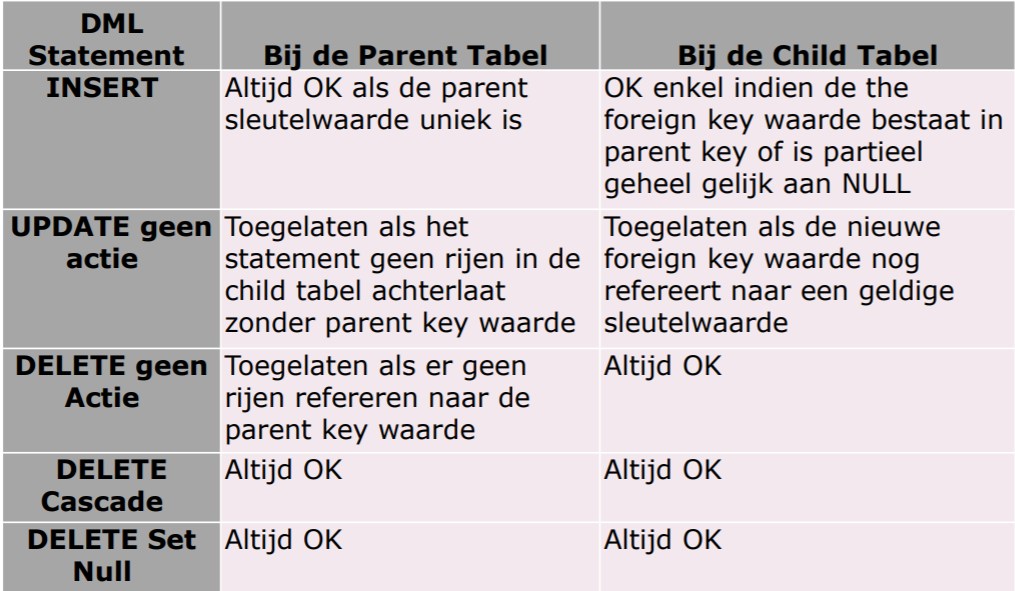 DML
Statement
Bij de Parent Tabel
Bij de Child Tabel
INSERT
Altijd OK als de parent
sleutelwaarde uniek is
OK enkel indien de the
foreign key waarde bestaat in
parent key of is partieel
geheel gelijk aan NULL
UPDATE geen
actie
Toegelaten als het
statement geen rijen in de
child tabel achterlaat
zonder parent key waarde
Toegelaten als de nieuwe
foreign key waarde nog
refereert naar een geldige
sleutelwaarde
DELETE geen
Actie
Toegelaten als er geen
rijen refereren naar de
parent key waarde
Altijd OK
DELETE
Cascade
Altijd OK
Altijd OK
DELETE Set
Null
Altijd OK
Altijd OK